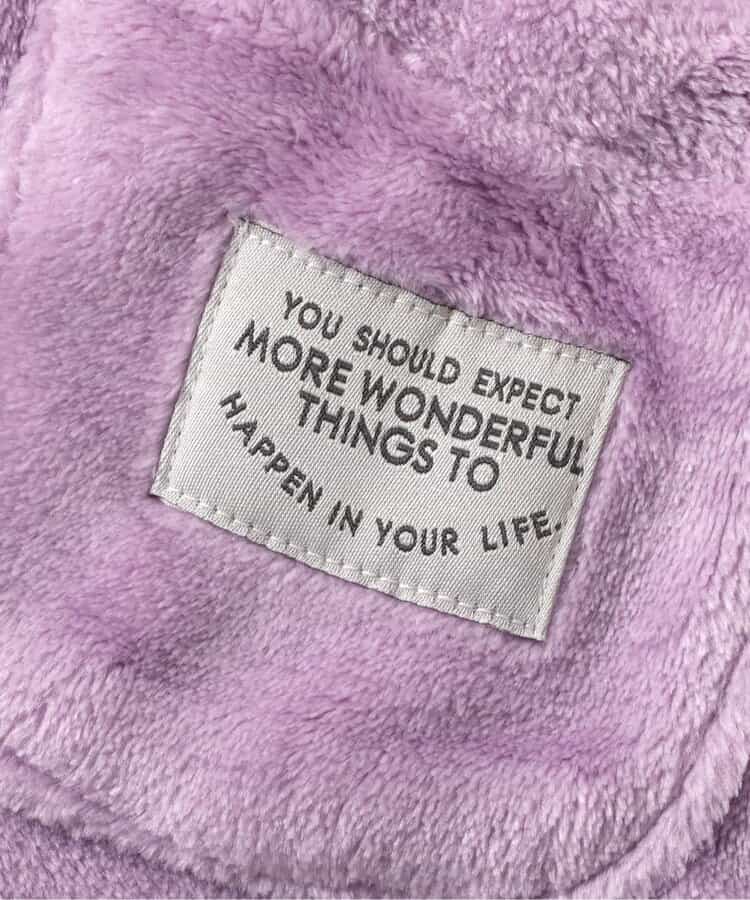 YOU SHOULD EXPECT
MORE WONDERFUL
THINGS TO
HAPPEN IN YOUR LIFE.